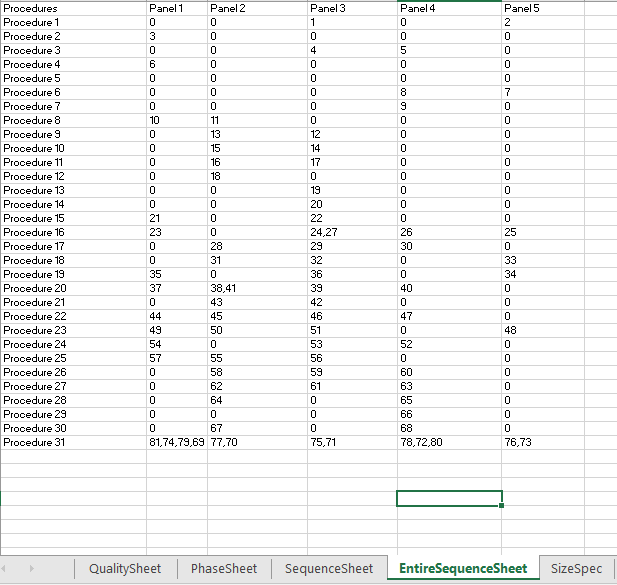 Procedures Panel 1 Panel 2 Panel 3 Panel 4 Panel 5
Procedure 1 0 0 1 0 2
Procedure 2 3 0 0 0 0
Procedure 3 0 0 4 5 0
Procedure 4 6 0 0 0 0
Procedure 5 0 0 0 0 0
Procedure 6 0 0 0 8 7
Procedure 7 0 0 0 9 0
Procedure 8 10 11 0 0 0
Procedure 9 0 13 12 0 0
Procedure 10 0 15 14 0 0
Procedure 11 0 16 17 0 0
Procedure 12 0 18 0 0 0
Procedure 13 0 0 19 0 0
Procedure 14 0 0 20 0 0
Procedure 15 21 0 22 0 0
Procedure 16 23 0 24,27 26 25
Procedure 17 0 28 29 30 0
Procedure 18 0 31 32 0 33
Procedure 19 35 0 36 0 34
Procedure 20 37 38,41 39 40 0
Procedure 21 0 43 42 0 0
Procedure 22 44 45 46 47 0
Procedure 23 49 50 51 0 48
Procedure 24 54 0 53 52 0
Procedure 25 57 55 56 0 0
Procedure 26 0 58 59 60 0
Procedure 27 0 62 61 63 0
Procedure 28 0 64 0 65 0
Procedure 29 0 0 0 66 0
Procedure 30 0 67 0 68 0
Procedure 31 81,74,79,69 77,70 75,71 78,72,80 76,73
QualitySheet PhaseSheet SequenceSheet EntireSequenceSheet SizeSpec